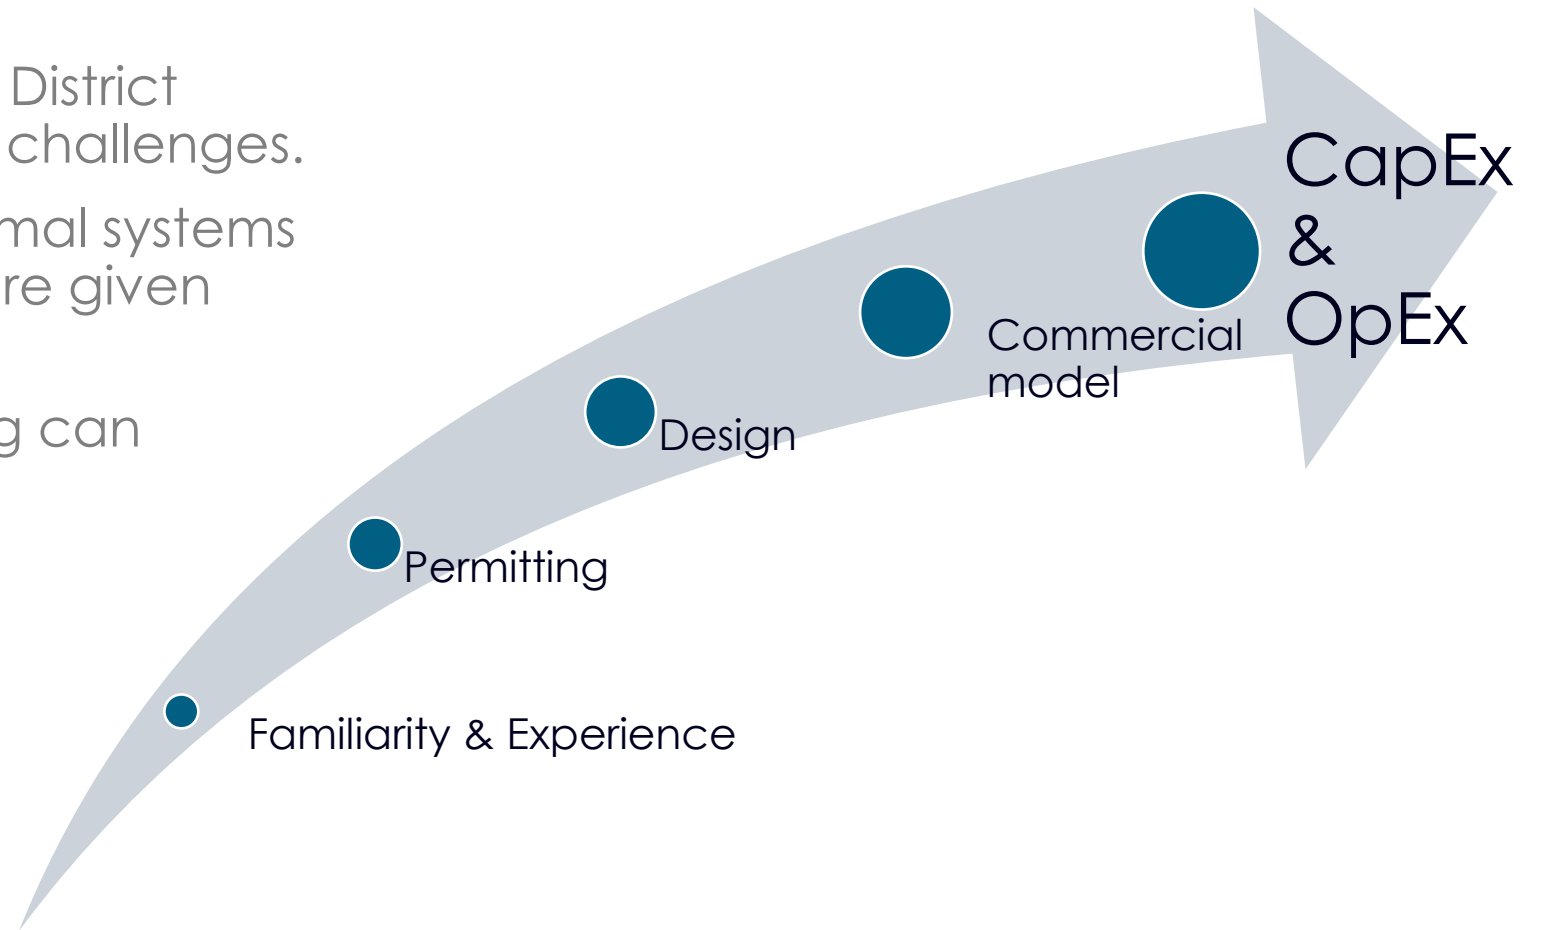 District
challenges.
mal systems
re given
g can
CapEx
&
OpEx
Commercial
model
Design
Permitting
Familiarity & Experience